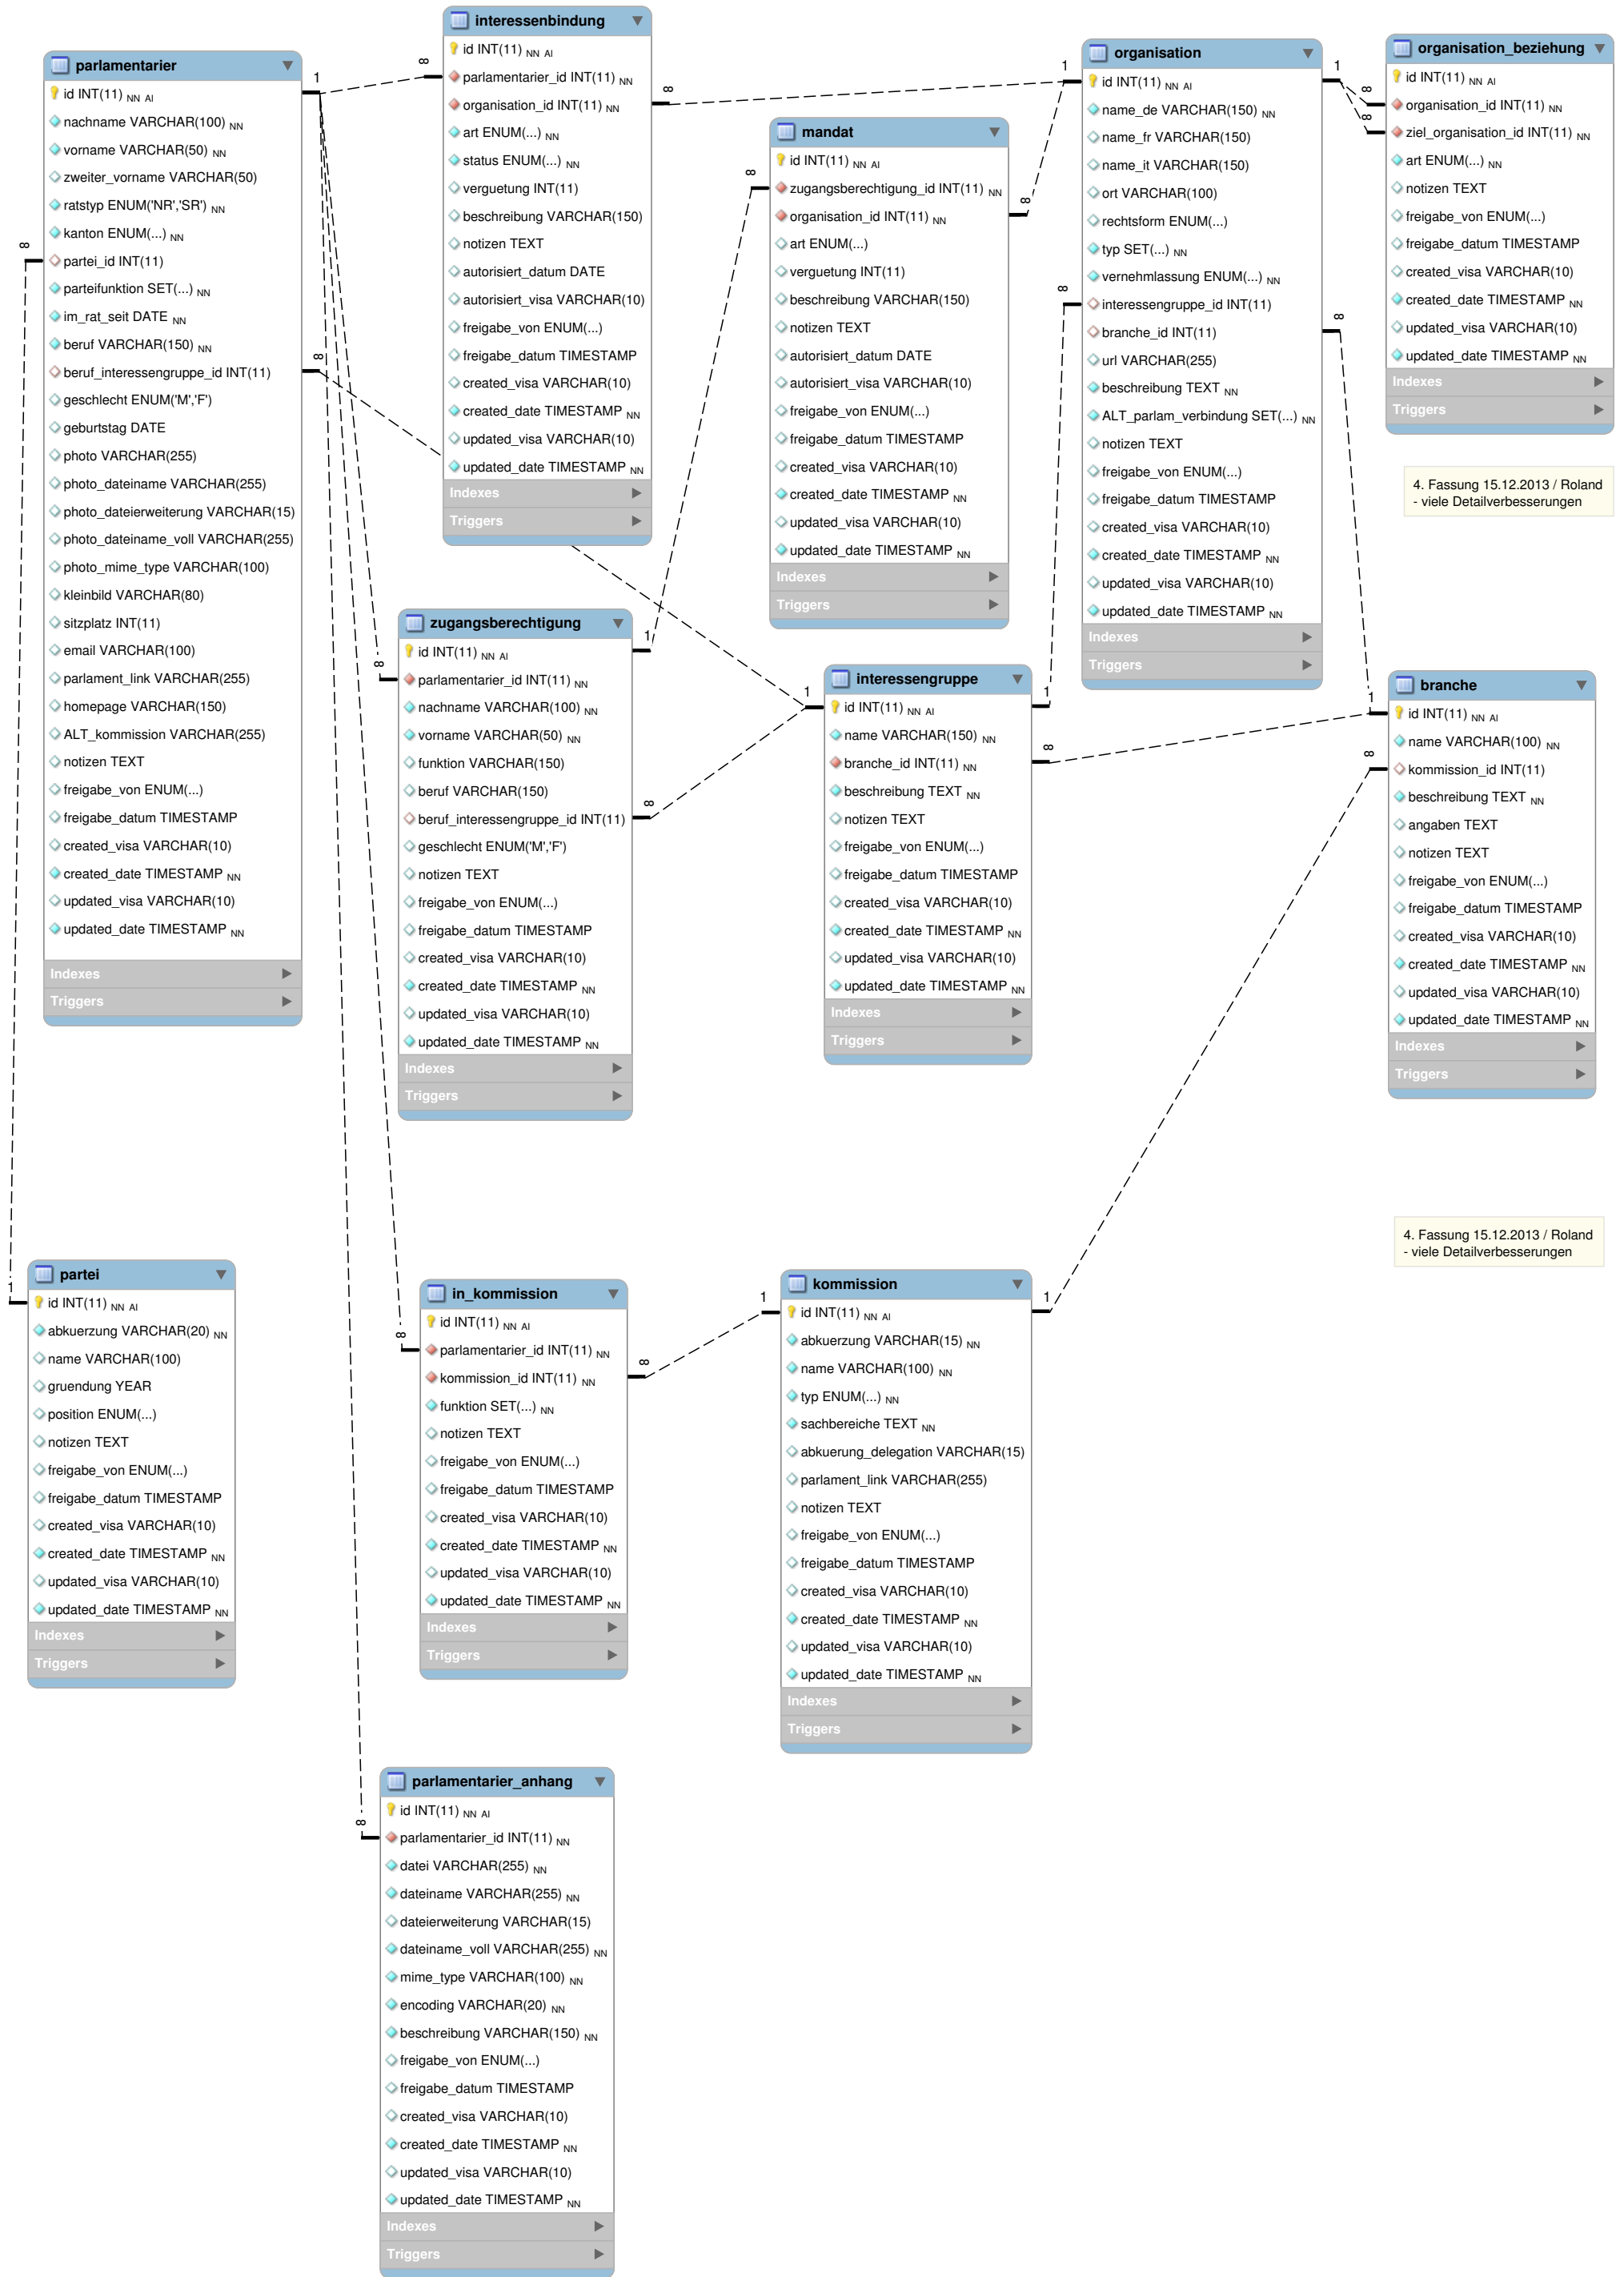 parlamentarier
id INT(11) NN AI
nachname VARCHAR(100) NN
vorname VARCHAR(50) NN
zweiter_vorname VARCHAR(50)
ratstyp ENUM('NR','SR') NN
kanton ENUM(...) NN
partei_id INT(11)
parteifunktion SET(...) NN
im_rat_seit DATE NN
beruf VARCHAR(150) NN
beruf_interessengruppe_id INT(11)
geschlecht ENUM('M','F')
geburtstag DATE
photo VARCHAR(255)
photo_dateiname VARCHAR(255)
photo_dateierweiterung VARCHAR(15)
photo_dateiname_voll VARCHAR(255)
photo_mime_type VARCHAR(100)
kleinbild VARCHAR(80)
sitzplatz INT(11)
email VARCHAR(100)
parlament_link VARCHAR(255)
homepage VARCHAR(150)
ALT_kommission VARCHAR(255)
notizen TEXT
freigabe_von ENUM(...)
freigabe_datum TIMESTAMP
created_visa VARCHAR(10)
created_date TIMESTAMP NN
updated_visa VARCHAR(10)
updated_date TIMESTAMP NN
Indexes
Triggers
interessenbindung
id INT(11) NN AI
parlamentarier_id INT(11) NN
organisation_id INT(11) NN
art ENUM(...) NN
status ENUM(...) NN
verguetung INT(11)
beschreibung VARCHAR(150)
notizen TEXT
autorisiert_datum DATE
autorisiert_visa VARCHAR(10)
freigabe_von ENUM(...)
freigabe_datum TIMESTAMP
created_visa VARCHAR(10)
created_date TIMESTAMP NN
updated_visa VARCHAR(10)
updated_date TIMESTAMP NN
Indexes
Triggers
mandat
id INT(11) NN AI
zugangsberechtigung_id INT(11) NN
organisation_id INT(11) NN
art ENUM(...)
verguetung INT(11)
beschreibung VARCHAR(150)
notizen TEXT
autorisiert_datum DATE
autorisiert_visa VARCHAR(10)
freigabe_von ENUM(...)
freigabe_datum TIMESTAMP
created_visa VARCHAR(10)
created_date TIMESTAMP NN
updated_visa VARCHAR(10)
updated_date TIMESTAMP NN
Indexes
Triggers
organisation
id INT(11) NN AI
name_de VARCHAR(150) NN
name_fr VARCHAR(150)
name_it VARCHAR(150)
ort VARCHAR(100)
rechtsform ENUM(...)
typ SET(...) NN
vernehmlassung ENUM(...) NN
interessengruppe_id INT(11)
branche_id INT(11)
url VARCHAR(255)
beschreibung TEXT NN
ALT_parlam_verbindung SET(...) NN
notizen TEXT
freigabe_von ENUM(...)
freigabe_datum TIMESTAMP
created_visa VARCHAR(10)
created_date TIMESTAMP NN
updated_visa VARCHAR(10)
updated_date TIMESTAMP NN
Indexes
Triggers
organisation_beziehung
id INT(11) NN AI
organisation_id INT(11) NN
ziel_organisation_id INT(11) NN
art ENUM(...) NN
notizen TEXT
freigabe_von ENUM(...)
freigabe_datum TIMESTAMP
created_visa VARCHAR(10)
created_date TIMESTAMP NN
updated_visa VARCHAR(10)
updated_date TIMESTAMP NN
Indexes
Triggers
4. Fassung 15.12.2013 / Roland
- viele Detailverbesserungen
zugangsberechtigung
id INT(11) NN AI
parlamentarier_id INT(11) NN
nachname VARCHAR(100) NN
vorname VARCHAR(50) NN
funktion VARCHAR(150)
beruf VARCHAR(150)
beruf_interessengruppe_id INT(11)
geschlecht ENUM('M','F')
notizen TEXT
freigabe_von ENUM(...)
freigabe_datum TIMESTAMP
created_visa VARCHAR(10)
created_date TIMESTAMP NN
updated_visa VARCHAR(10)
updated_date TIMESTAMP NN
Indexes
Triggers
interessengruppe
id INT(11) NN AI
name VARCHAR(150) NN
branche_id INT(11) NN
beschreibung TEXT NN
notizen TEXT
freigabe_von ENUM(...)
freigabe_datum TIMESTAMP
created_visa VARCHAR(10)
created_date TIMESTAMP NN
updated_visa VARCHAR(10)
updated_date TIMESTAMP NN
Indexes
Triggers
branche
id INT(11) NN AI
name VARCHAR(100) NN
kommission_id INT(11)
beschreibung TEXT NN
angaben TEXT
notizen TEXT
freigabe_von ENUM(...)
freigabe_datum TIMESTAMP
created_visa VARCHAR(10)
created_date TIMESTAMP NN
updated_visa VARCHAR(10)
updated_date TIMESTAMP NN
Indexes
Triggers
4. Fassung 15.12.2013 / Roland
- viele Detailverbesserungen
partei
id INT(11) NN AI
abkuerzung VARCHAR(20) NN
name VARCHAR(100)
gruendung YEAR
position ENUM(...)
notizen TEXT
freigabe_von ENUM(...)
freigabe_datum TIMESTAMP
created_visa VARCHAR(10)
created_date TIMESTAMP NN
updated_visa VARCHAR(10)
updated_date TIMESTAMP NN
Indexes
Triggers
in_kommission
id INT(11) NN AI
parlamentarier_id INT(11) NN
kommission_id INT(11) NN
funktion SET(...) NN
notizen TEXT
freigabe_von ENUM(...)
freigabe_datum TIMESTAMP
created_visa VARCHAR(10)
created_date TIMESTAMP NN
updated_visa VARCHAR(10)
updated_date TIMESTAMP NN
Indexes
Triggers
kommission
id INT(11) NN AI
abkuerzung VARCHAR(15) NN
name VARCHAR(100) NN
typ ENUM(...) NN
sachbereiche TEXT NN
abkuerung_delegation VARCHAR(15)
parlament_link VARCHAR(255)
notizen TEXT
freigabe_von ENUM(...)
freigabe_datum TIMESTAMP
created_visa VARCHAR(10)
created_date TIMESTAMP NN
updated_visa VARCHAR(10)
updated_date TIMESTAMP NN
Indexes
Triggers
parlamentarier_anhang
id INT(11) NN AI
parlamentarier_id INT(11) NN
datei VARCHAR(255) NN
dateiname VARCHAR(255) NN
dateierweiterung VARCHAR(15)
dateiname_voll VARCHAR(255) NN
mime_type VARCHAR(100) NN
encoding VARCHAR(20) NN
beschreibung VARCHAR(150) NN
freigabe_von ENUM(...)
freigabe_datum TIMESTAMP
created_visa VARCHAR(10)
created_date TIMESTAMP NN
updated_visa VARCHAR(10)
updated_date TIMESTAMP NN
Indexes
Triggers